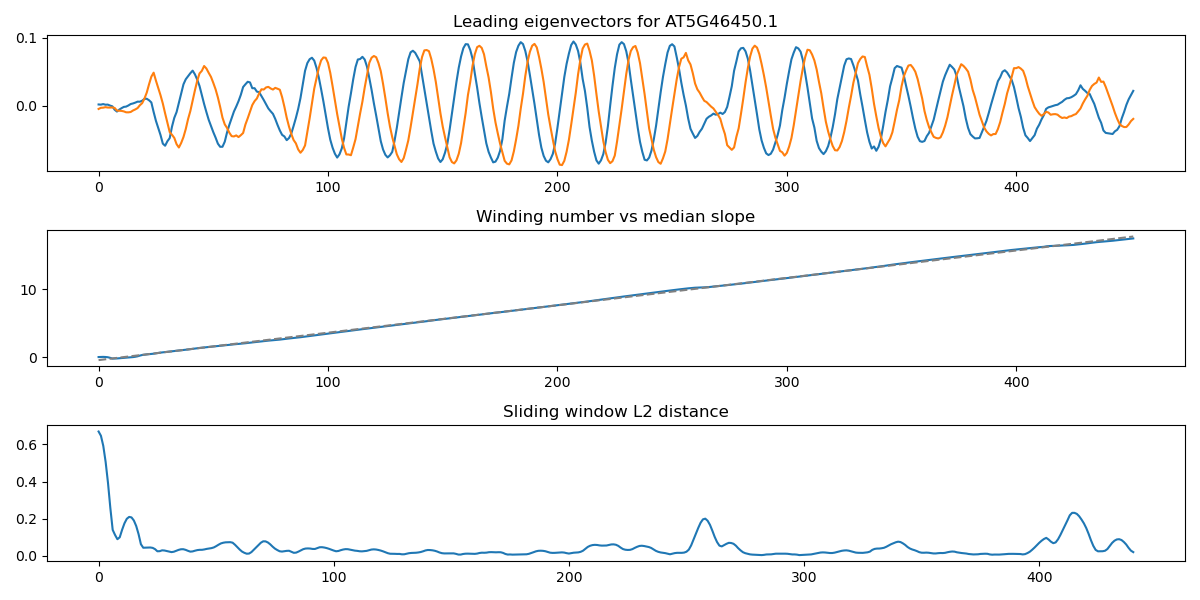 Leading eigenvectors for AT5G46450.1
0.1
0.0
0 100 200 300 400
Winding number vs median slope
10
0
0 100 200 300 400
Sliding window L2 distance
0.6
0.4
0.2
0.0
0 100 200 300 400